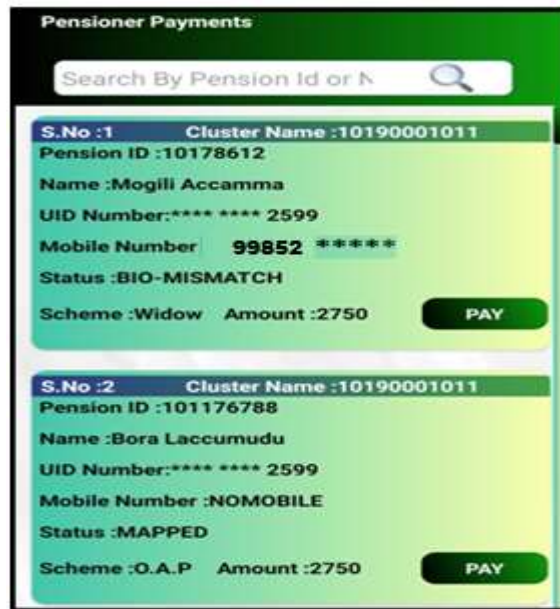 Pensioner Payments
Search By Pension Id or N
S.No :1 Cluster Name :10190001011
Pension ID :10178612
Name :Mogili Accamma
UID Number:**** **** 2599
Mobile Number 99852 *****
Status :BIO-MISMATCH
Scheme :Widow Amount :2750 PAY
S.No :2 Cluster Name :10190001011
Pension ID :101176788
Name :Bora Laccumudu
UID Number:**** **** 2599
Mobile Number :NOMOBILE
Status :MAPPED
Scheme :O.A.P Amount :2750 PAY